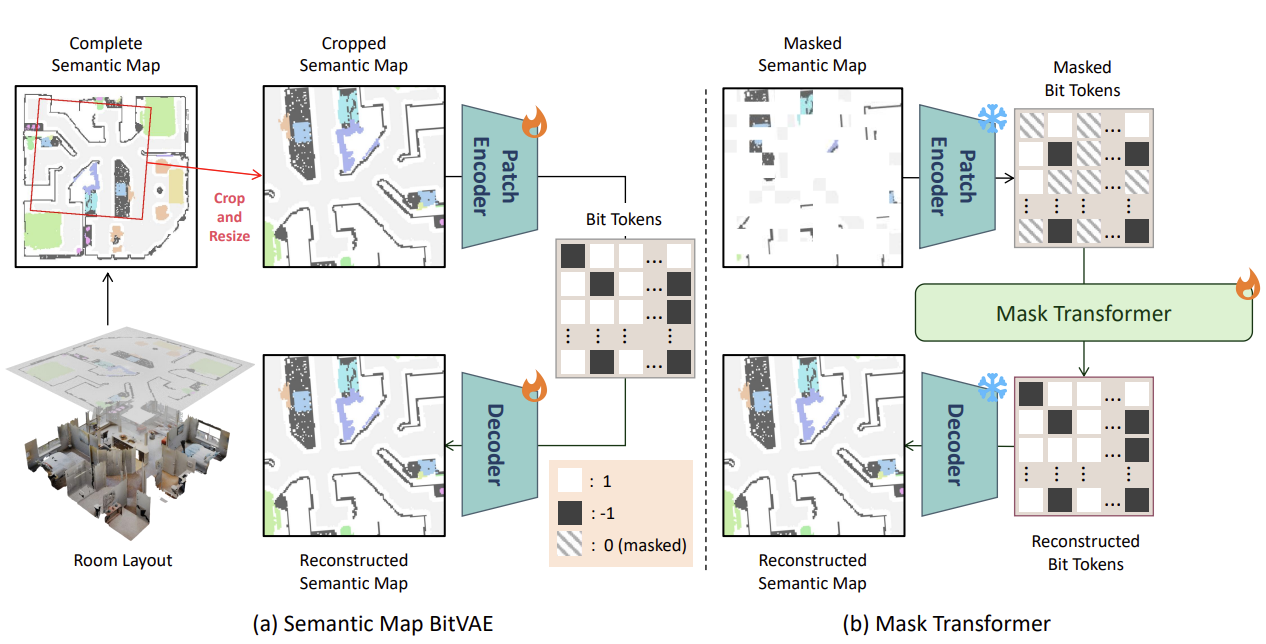 Complete
Semantic Map
Cropped
Semantic Map
Crop
and
Resize
Patch
Encoder
Bit Tokens
...
...
...
...
Room Layout
Reconstructed
Semantic Map
Decoder
: 1
: -1
: 0 (masked)
(a) Semantic Map BitVAE
Masked
Semantic Map
Patch
Encoder
Masked
Bit Tokens
...
...
...
...
Mask Transformer
Reconstructed
Semantic Map
Decoder
...
...
...
...
Reconstructed
Bit Tokens
(b) Mask Transformer